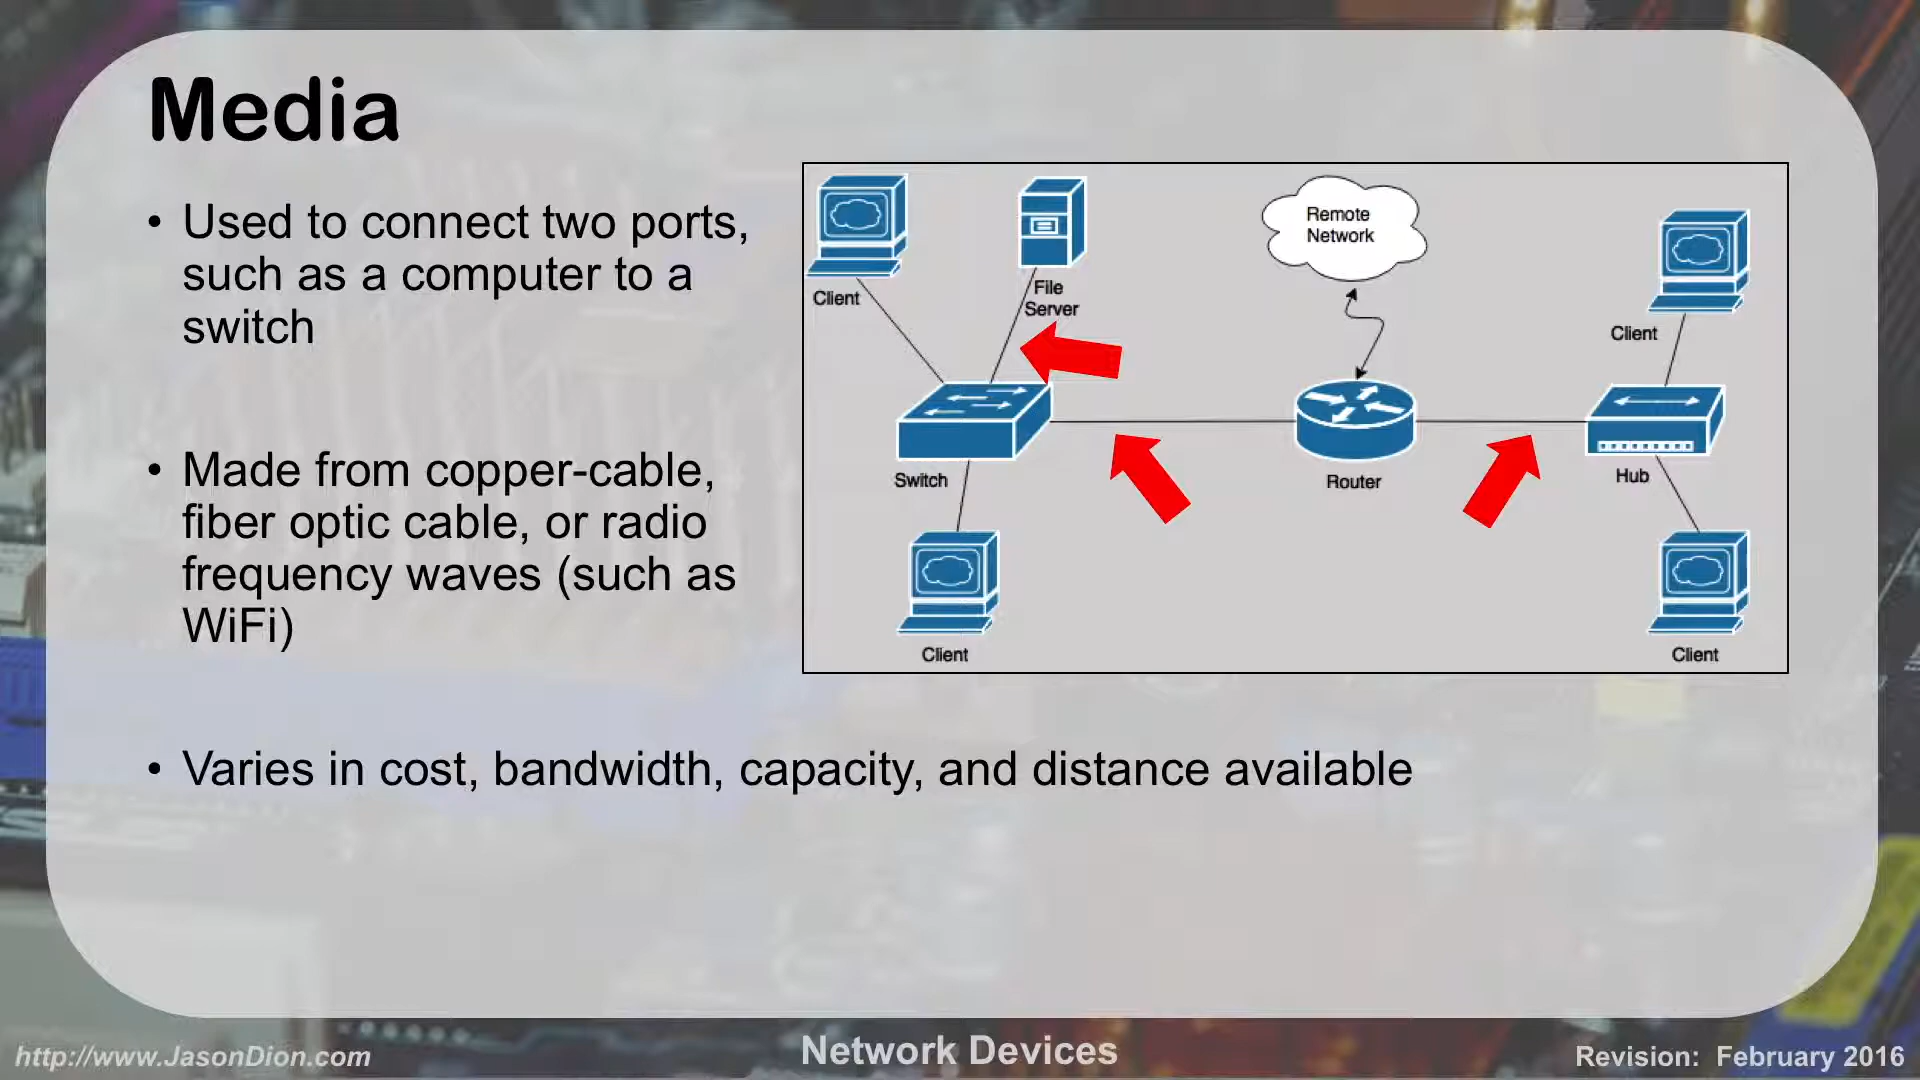 Media
• Used to connect two ports,
such as a computer to a
switch
• Made from copper-cable,
fiber optic cable, or radio
frequency waves (such as
WiFi)
• Varies in cost, bandwidth, capacity, and distance available
Client
File
Server
Remote
Network
Client
Switch
Router
Hub
Client
Client
http://www.JasonDion.com
Network Devices
Revision: February 2016